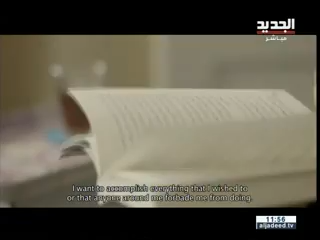 الجديد
مباشر
I want to accomplish everything that I wished to
or that anyone around me forbade me from doing.
11:56
aljadeed.tv